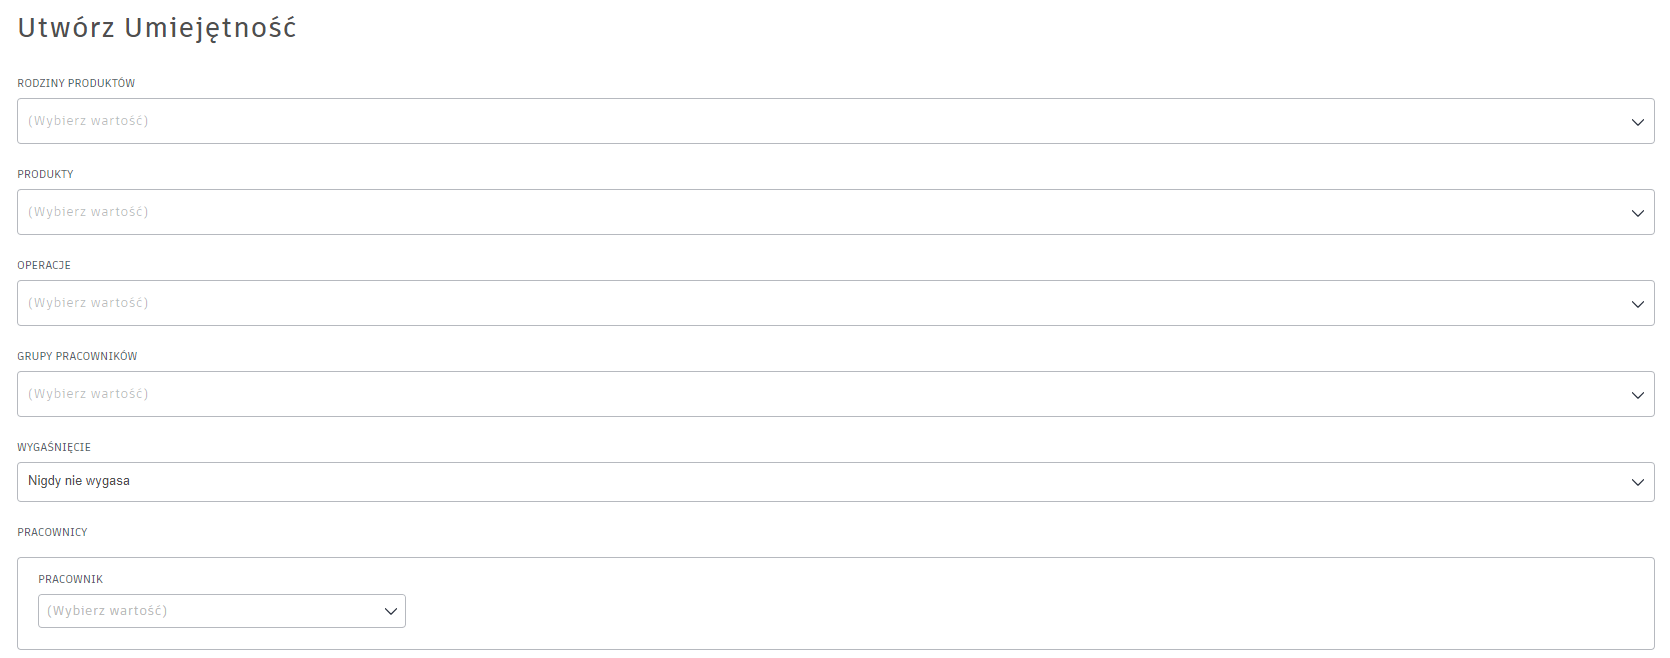 Utwórz Umiejętność
RODZINY PRODUKTÓW
(Wybierz wartość)
PRODUKTY
(Wybierz wartość)
OPERACJE
(Wybierz wartość)
GRUPY PRACOWNIKÓW
(Wybierz wartość)
WYGAŚNIĘCIE
Nigdy nie wygasa
PRACOWNICY
PRACOWNIK
(Wybierz wartość)